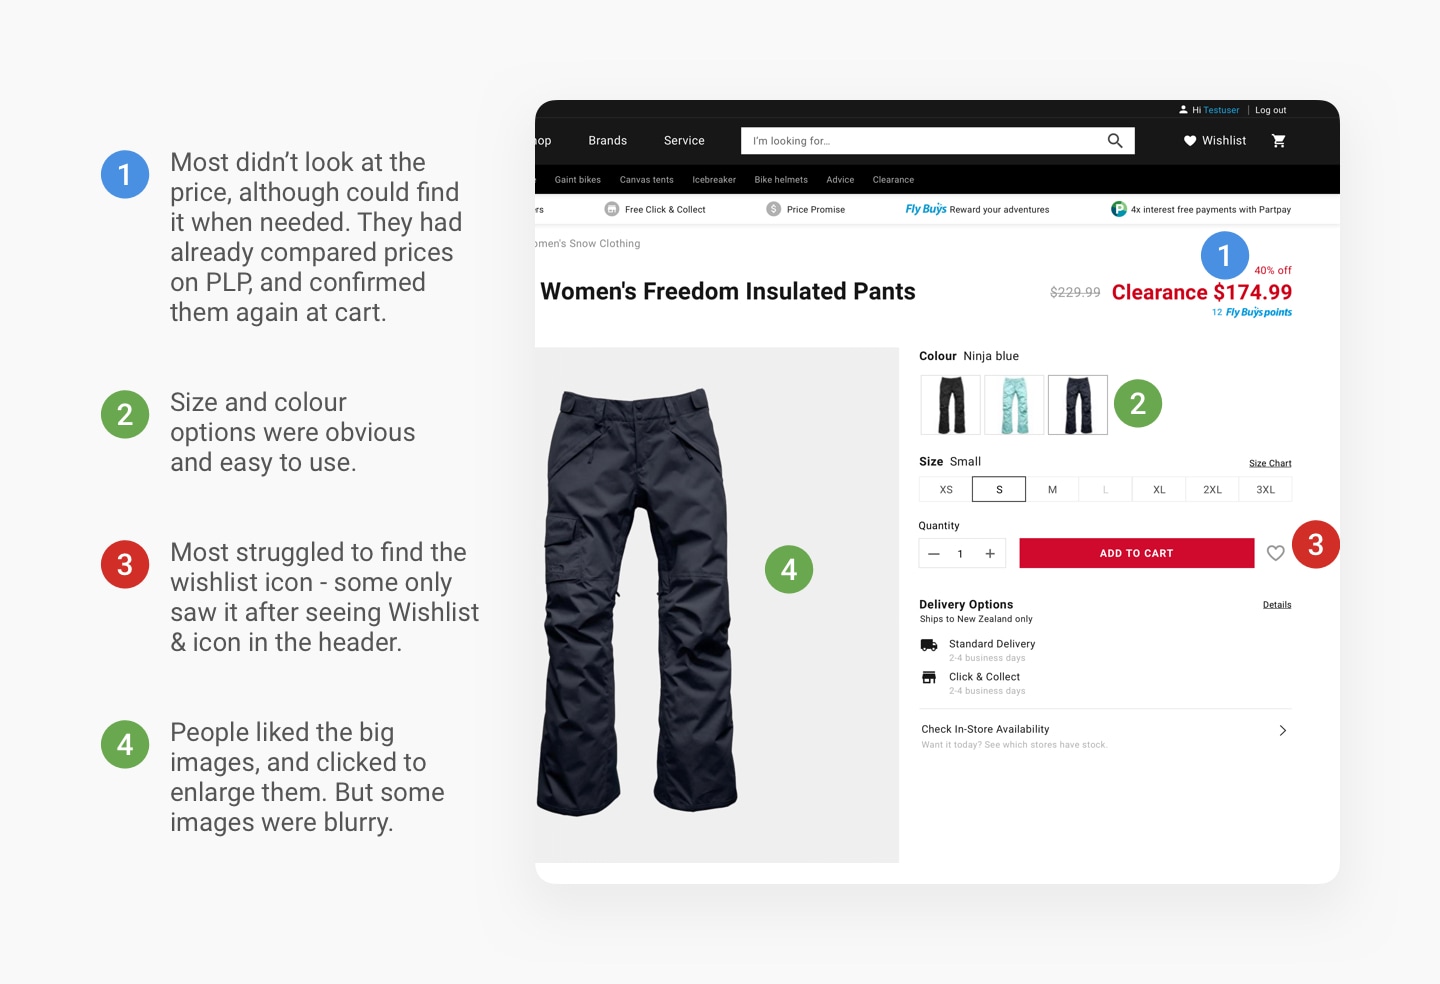 1
Most didn’t look at the
price, although could find
it when needed. They had
already compared prices
on PLP, and confirmed
them again at cart.
2
Size and colour
options were obvious
and easy to use.
3
Most struggled to find the
wishlist icon - some only
saw it after seeing Wishlist
& icon in the header.
4
People liked the big
images, and clicked to
enlarge them. But some
images were blurry.
Hi Testuser | Log out
hop Brands Service I’m looking for... Wishlist
Gaint bikes Canvas tents Icebreaker Bike helmets Advice Clearance
rs Free Click & Collect $ Price Promise Fly Buys Reward your adventures P 4x interest free payments with Partpay
omen's Snow Clothing
1
40% off
Women's Freedom Insulated Pants $229.99 Clearance $174.99
12 Fly Buys points
Colour Ninja blue
2
Size Small Size Chart
XS S M L XL 2XL 3XL
Quantity
— 1 + ADD TO CART 3
4
Delivery Options Details
Ships to New Zealand only
Standard Delivery
2-4 business days
Click & Collect
2-4 business days
Check In-Store Availability
Want it today? See which stores have stock.